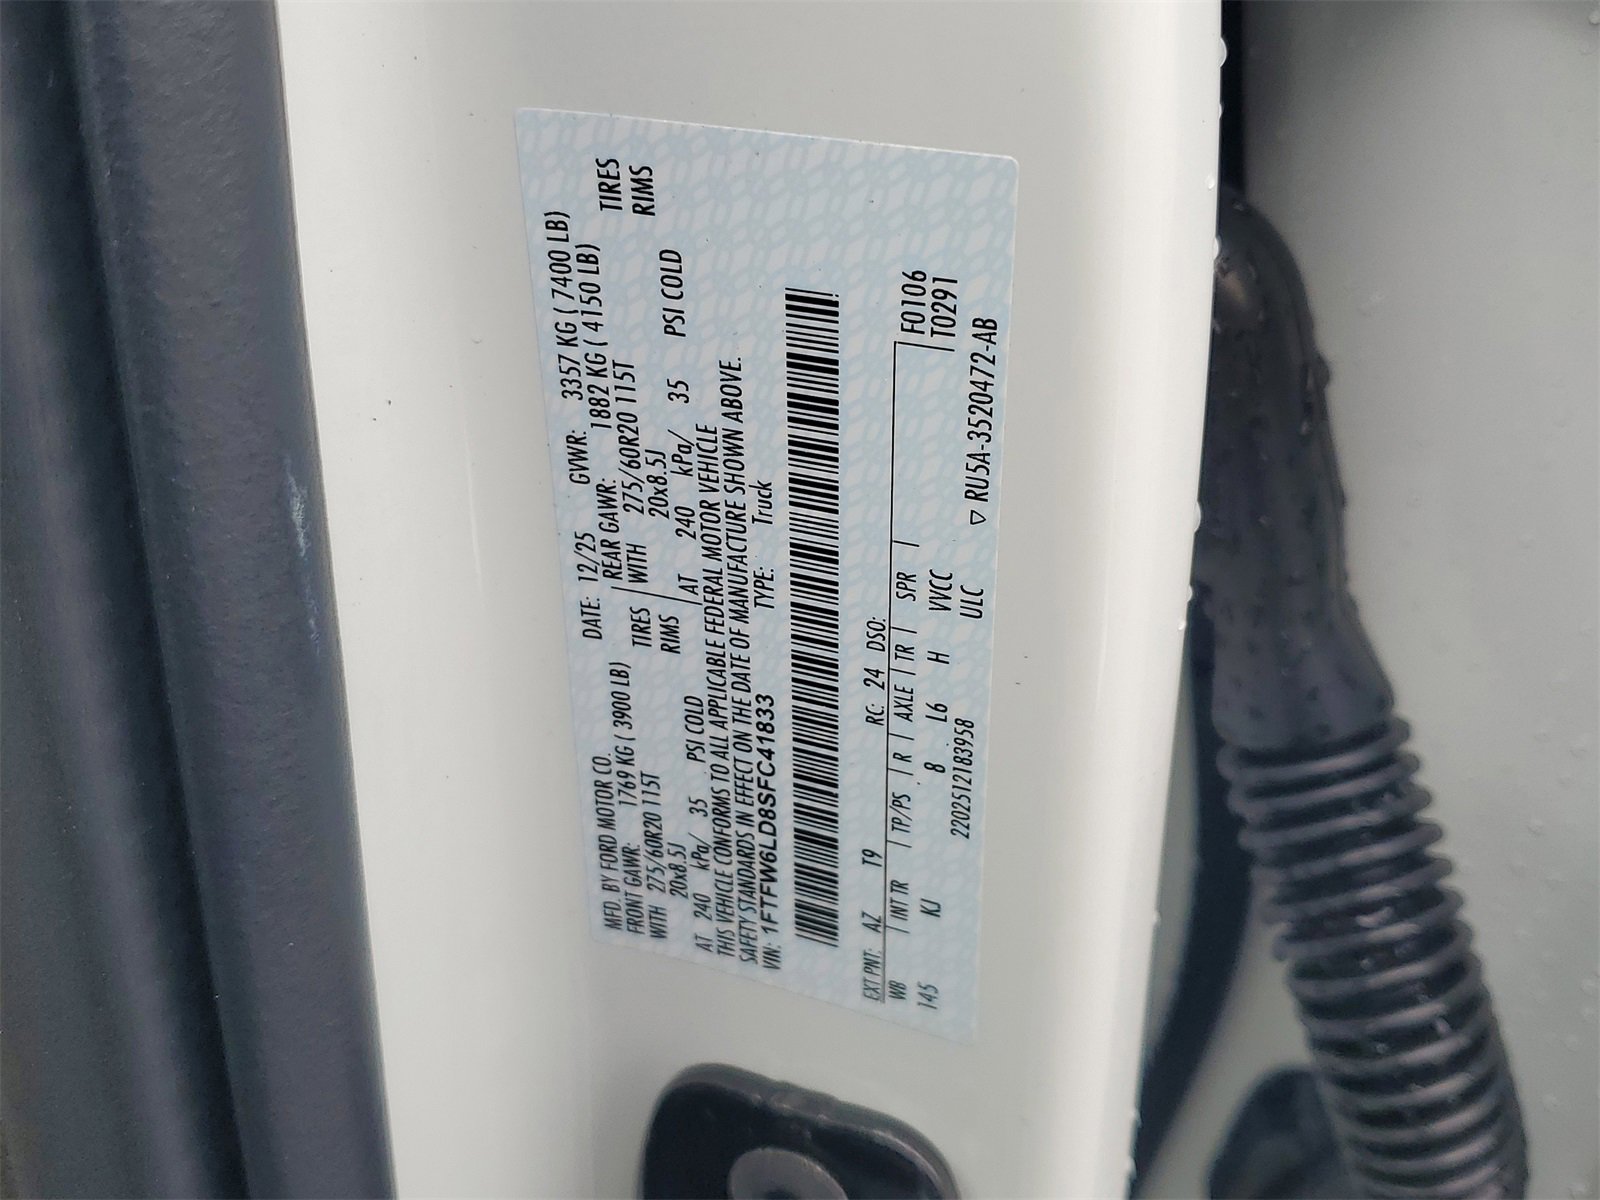 MFD. BY FORD MOTOR CO. DATE: 12/25 GVWR: 3357 KG ( 7400 LB)
FRONT GAWR: 1769 KG ( 3900 LB) REAR GAWR: 1882 KG ( 4150 LB)
WITH 275/60R20 115T TIRES WITH 275/60R20 115T TIRES
20x8.5J RIMS 20x8.5J RIMS
AT 240 kPa/ 35 PSI COLD AT 240 kPa/ 35 PSI COLD
THIS VEHICLE CONFORMS TO ALL APPLICABLE FEDERAL MOTOR VEHICLE
SAFETY STANDARDS IN EFFECT ON THE DATE OF MANUFACTURE SHOWN ABOVE.
VIN: 1FTFW6LD8SFC41833 TYPE: Truck
EXT PNT: AZ T9 RC: 24 DSO:
WB | INT TR | TP/PS | R | AXLE | TR | SPR | F0106
145 KJ 8 L6 H VVCC T0291
2202512183958 ULC ▽ RU5A-3520472-AB